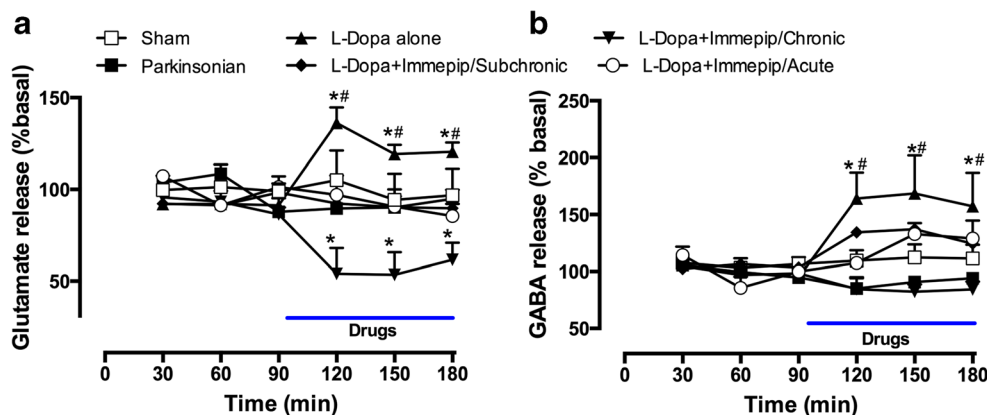 a
Sham
Parkinsonian
L-Dopa alone
L-Dopa+Immepip/Subchronic
Glutamate release (%basal)
150
100
50
*#
*#
*#
*
*
*
Drugs
0 30 60 90 120 150 180
Time (min)
b
L-Dopa+Immepip/Chronic
L-Dopa+Immepip/Acute
GABA release (% basal)
250
200
150
100
50
*#
*#
*#
Drugs
0 30 60 90 120 150 180
Time (min)